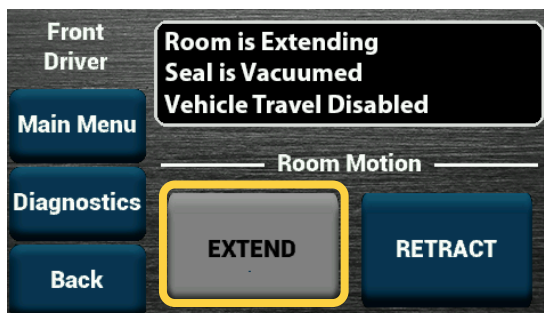 Front
Driver
Room is Extending
Seal is Vacuumed
Vehicle Travel Disabled
Main Menu
Room Motion
Diagnostics
EXTEND
RETRACT
Back